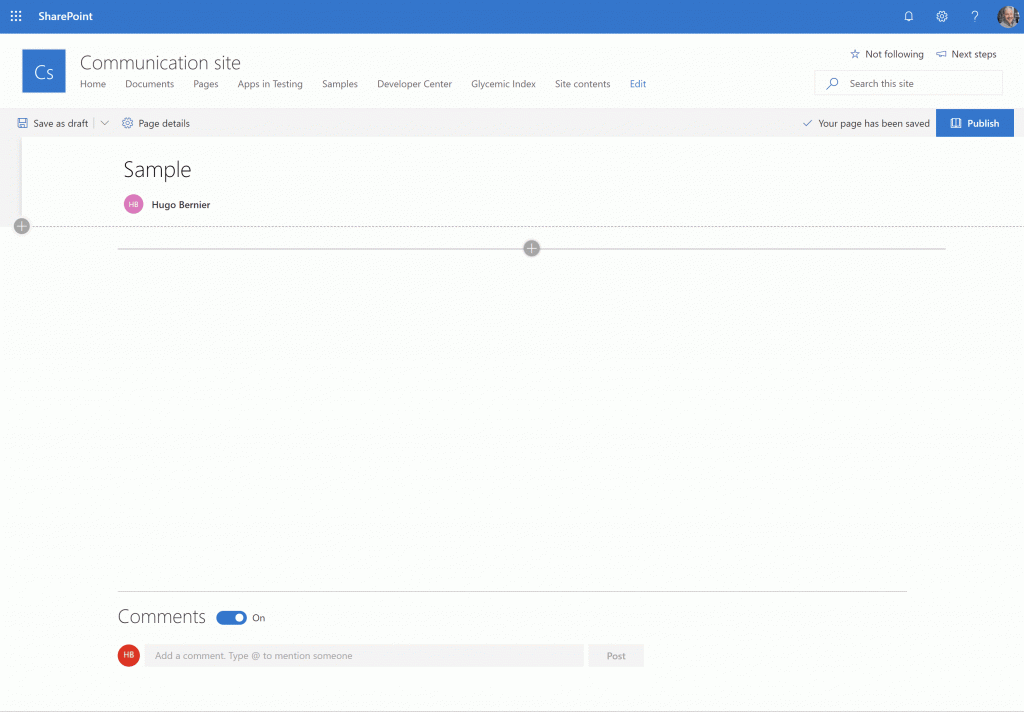 SharePoint
?
Cs
Communication site
Not following
Next steps
Home Documents Pages Apps in Testing Samples Developer Center Glycemic Index Site contents Edit
Search this site
Save as draft
Page details
Your page has been saved
Publish
Sample
HB
Hugo Bernier
Comments
On
HB
Add a comment. Type @ to mention someone
Post